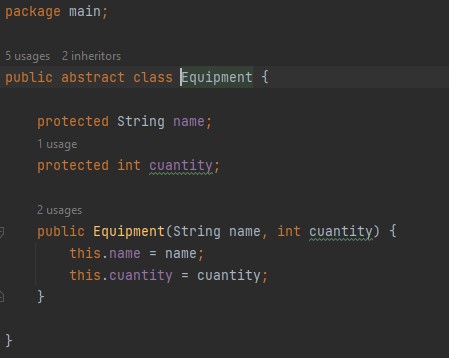 package main;
5 usages 2 inheritors
public abstract class Equipment {
protected String name;
1 usage
protected int cuantity;
2 usages
public Equipment(String name, int cuantity) {
this.name = name;
this.cuantity = cuantity;
}
}